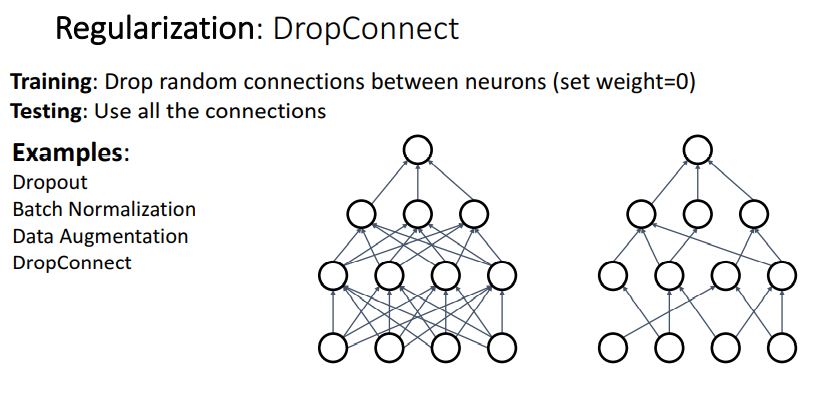 Regularization: DropConnect
Training: Drop random connections between neurons (set weight=0)
Testing: Use all the connections
Examples:
Dropout
Batch Normalization
Data Augmentation
DropConnect